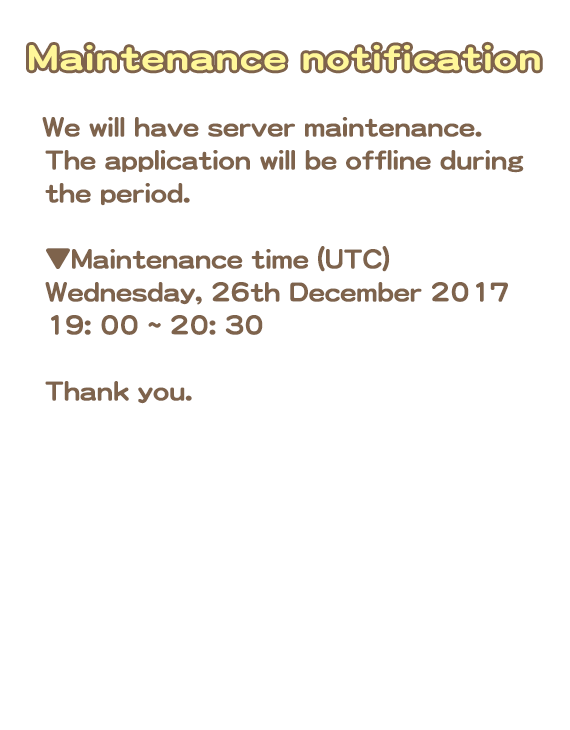 Maintenance notification
We will have server maintenance.
The application will be offline during
the period.
▼Maintenance time (UTC)
Wednesday, 26th December 2017
19: 00 ~ 20: 30
Thank you.